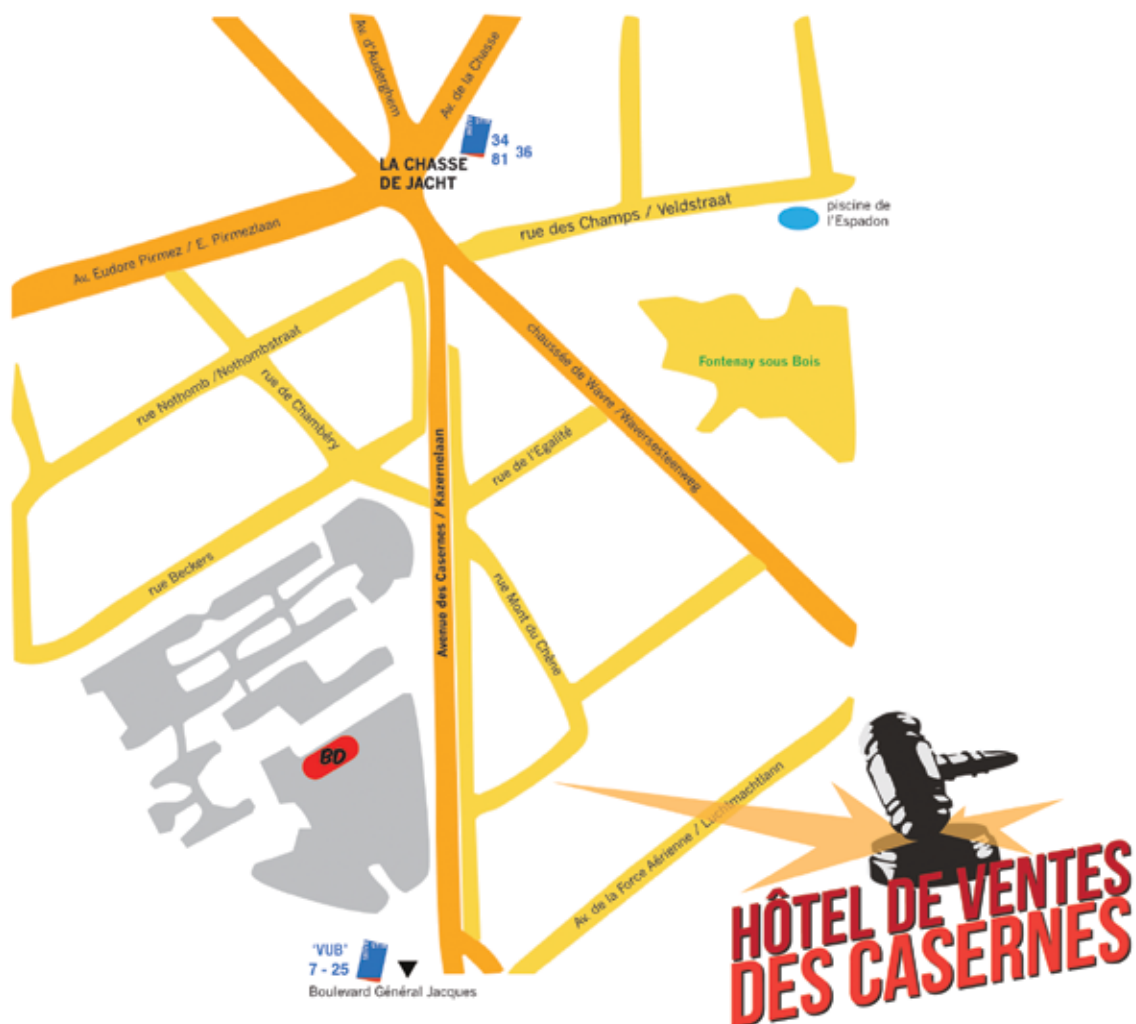 Av. d'Auderghem
Av. de la Chasse
34
81 36
LA CHASSE
DE JACHT
rue des Champs / Veldstraat
piscine de
l'Espadon
Av. Eudore Pirmez / E. Pirmezlaan
rue Nothomb /Nothombstraat
rue de Chambéry
chaussée de Wavre /Waversesteenweg
Fontenay sous Bois
rue de l'Egalité
Avenue des Casernes / Kazernelaan
rue Beckers
rue Mont du Chêne
BD
Av. de la Force Aérienne / Luchtmachtlann
'VUB'
7 - 25
Boulevard Général Jacques
HÔTEL DE VENTES
DES CASERNES